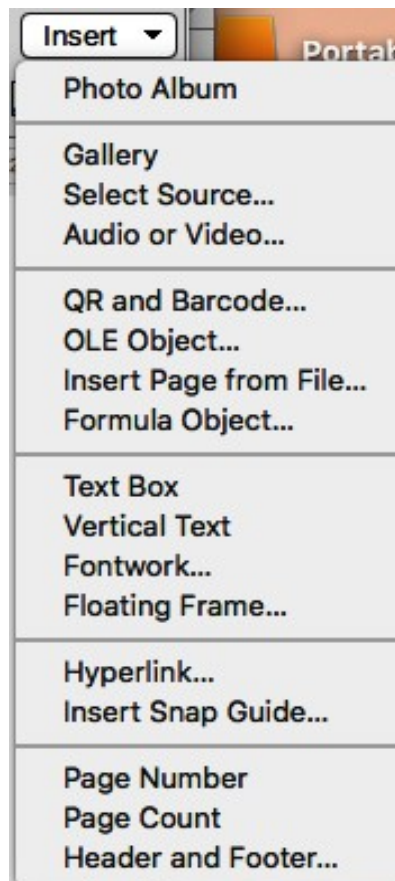 Insert
Photo Album
Gallery
Select Source...
Audio or Video...
QR and Barcode...
OLE Object...
Insert Page from File...
Formula Object...
Text Box
Vertical Text
Fontwork...
Floating Frame...
Hyperlink...
Insert Snap Guide...
Page Number
Page Count
Header and Footer...